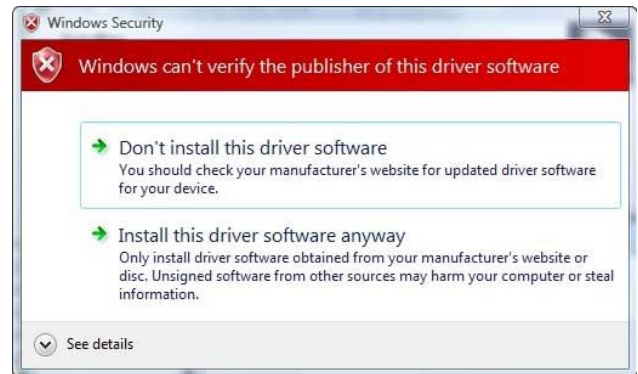 Windows Security
Windows can't verify the publisher of this driver software
Don't install this driver software
You should check your manufacturer's website for updated driver software
for your device.
Install this driver software anyway
Only install driver software obtained from your manufacturer's website or
disc. Unsigned software from other sources may harm your computer or steal
information.
See details